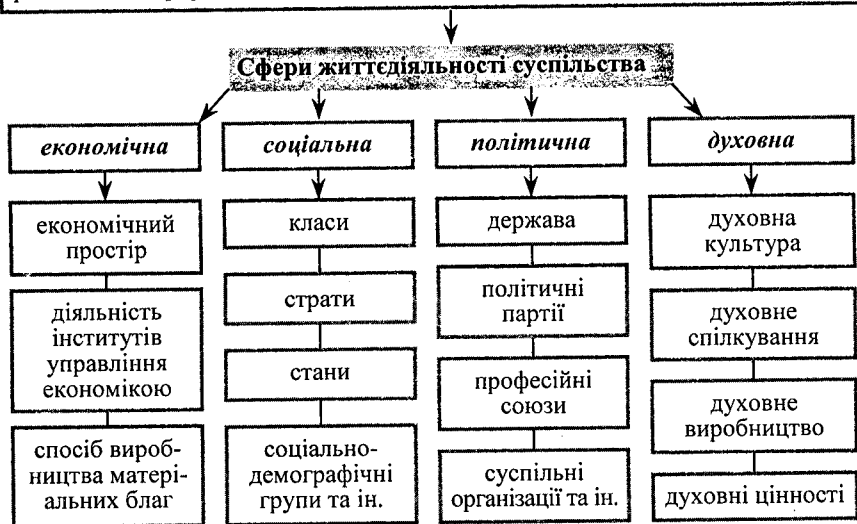 Сфери життєдіяльності суспільства
економічна
соціальна
політична
духовна
економічний
простір
діяльність
інститутів
управління
економікою
спосіб вироб-
ництва матері-
альних благ
класи
страти
стани
соціально-
демографічні
групи та ін.
держава
політичні
партії
професійні
союзи
суспільні
організації та ін.
духовна
культура
духовне
спілкування
духовне
виробництво
духовні цінності